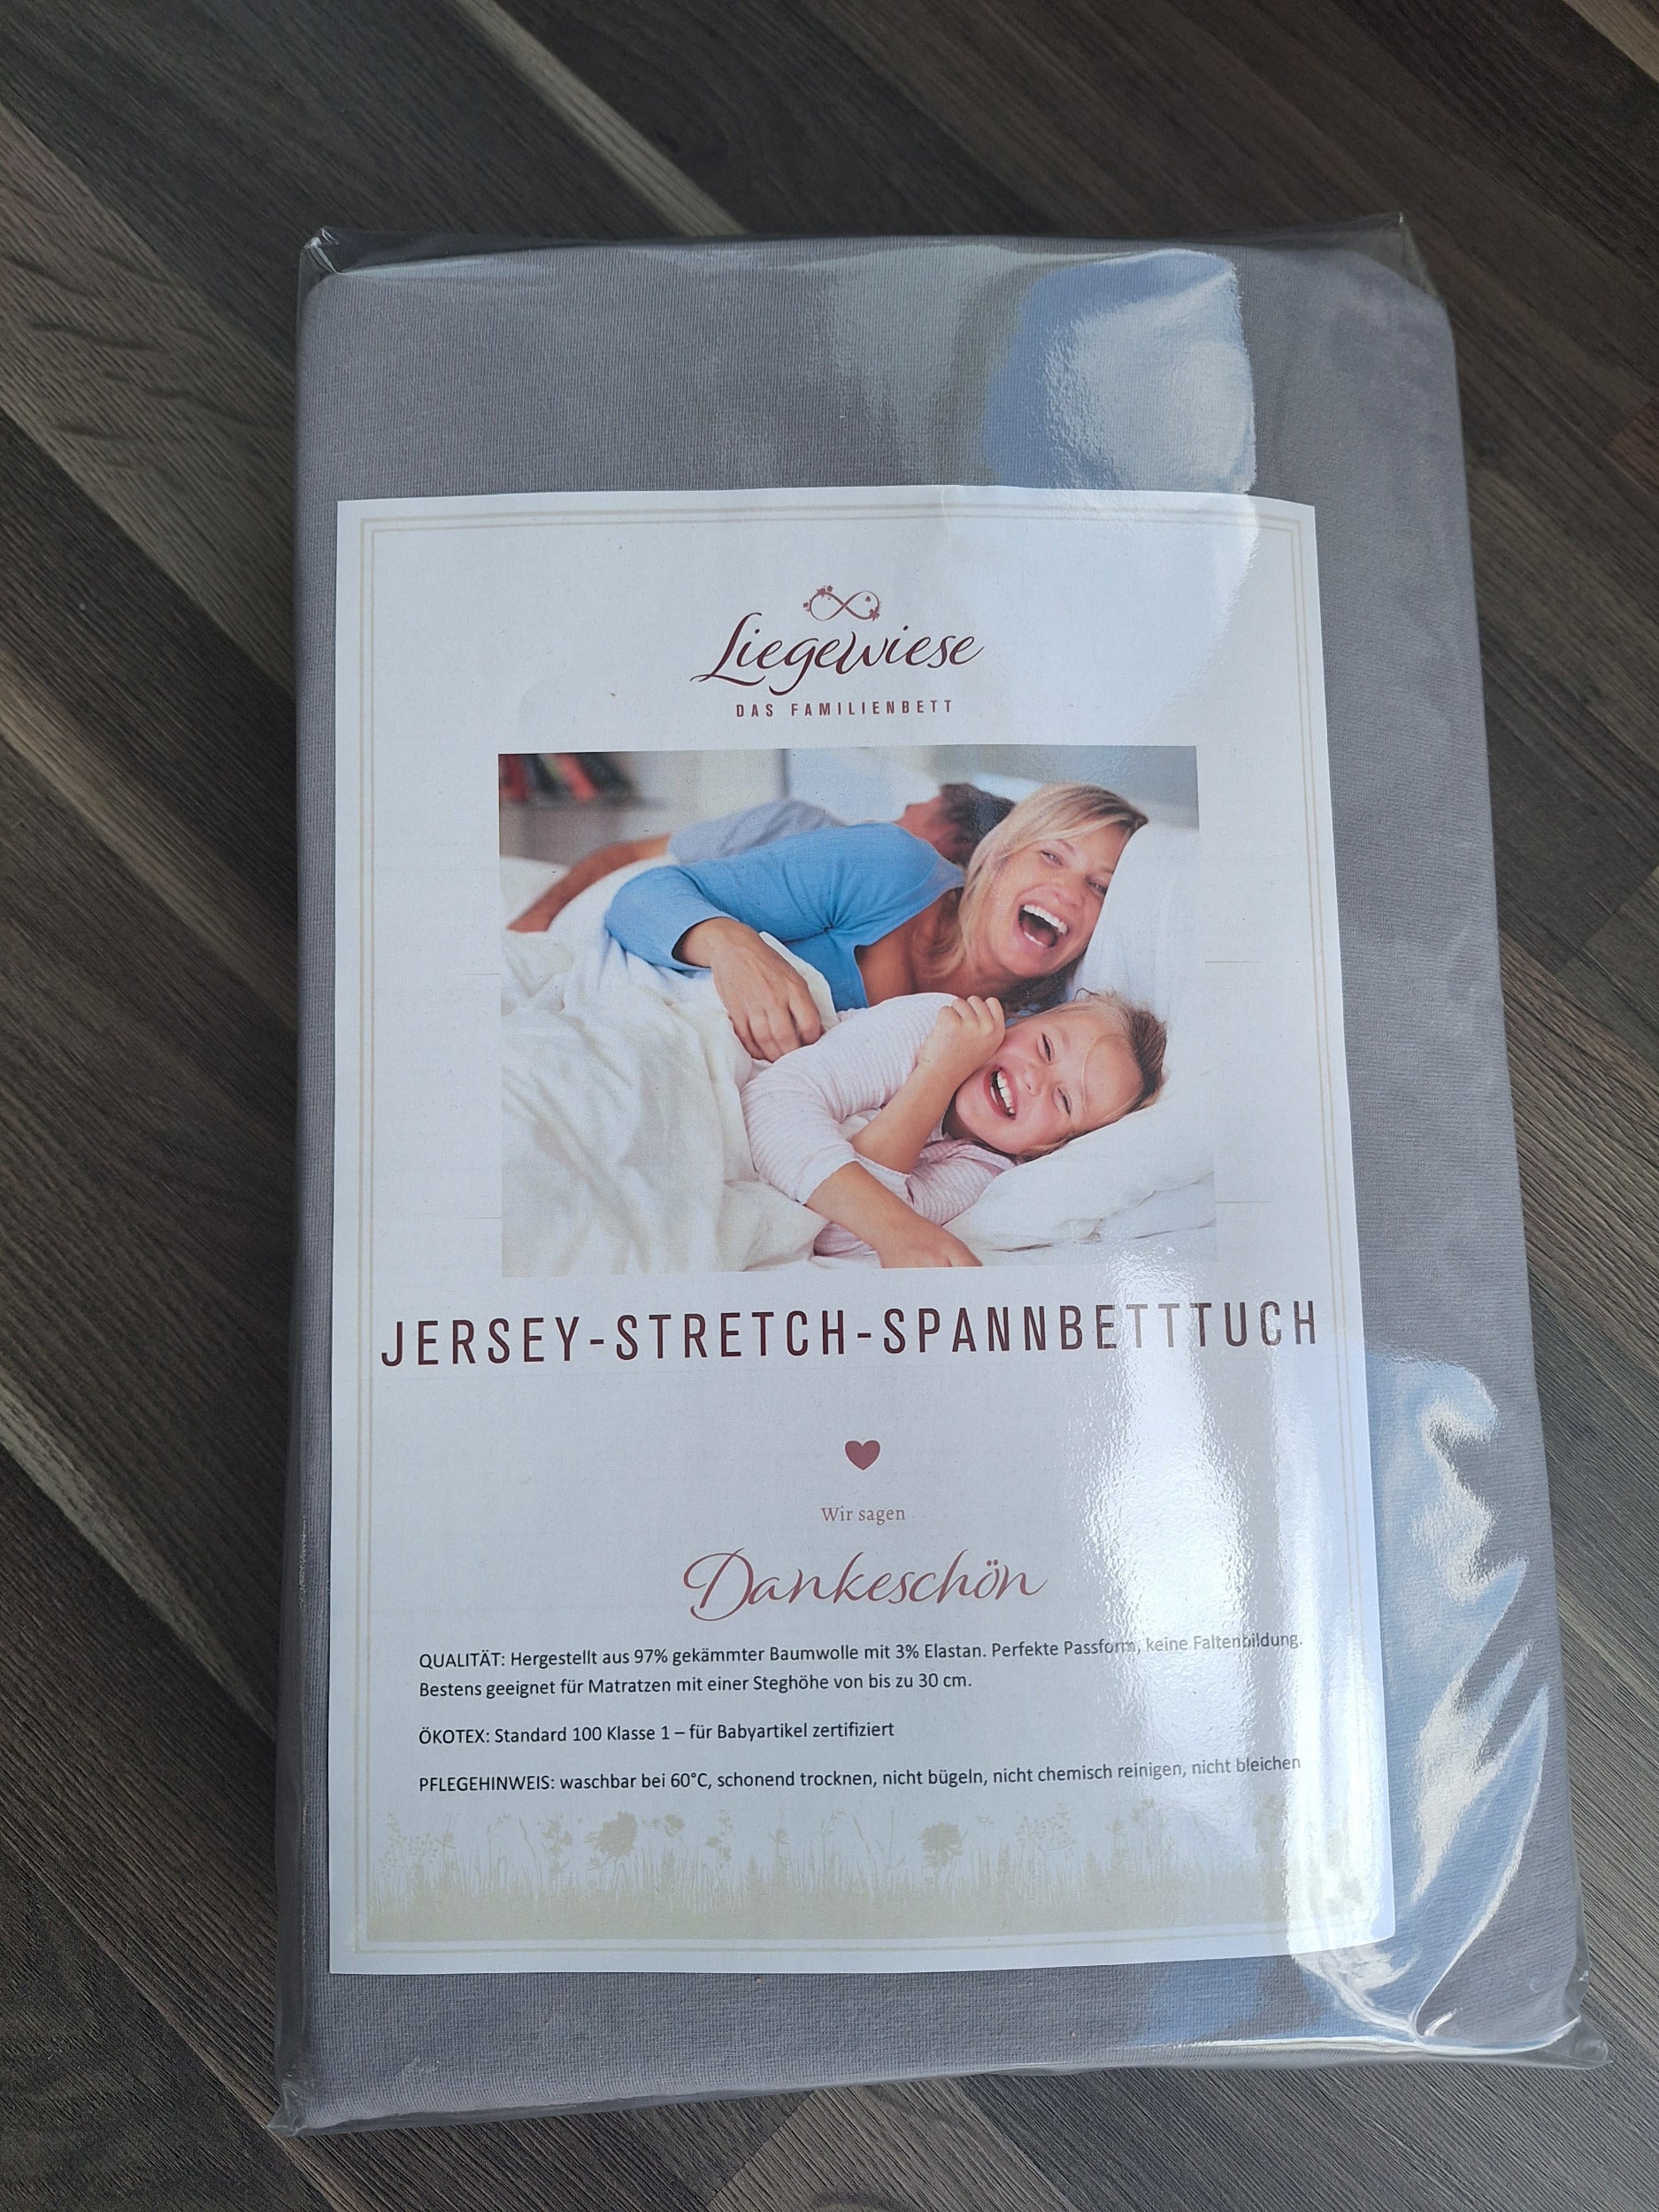 Liegewiese
DAS FAMILIENBETT
JERSEY-STRETCH-SPANNBETTTUCH
Wir sagen
Dankeschön
QUALITÄT: Hergestellt aus 97% gekämmter Baumwolle mit 3% Elastan. Perfekte Passform, keine Faltenbildung.
Bestens geeignet für Matratzen mit einer Steghöhe von bis zu 30 cm.
ÖKOTEX: Standard 100 Klasse 1 – für Babyartikel zertifiziert
PFLEGEHINWEIS: waschbar bei 60°C, schonend trocknen, nicht bügeln, nicht chemisch reinigen, nicht bleichen